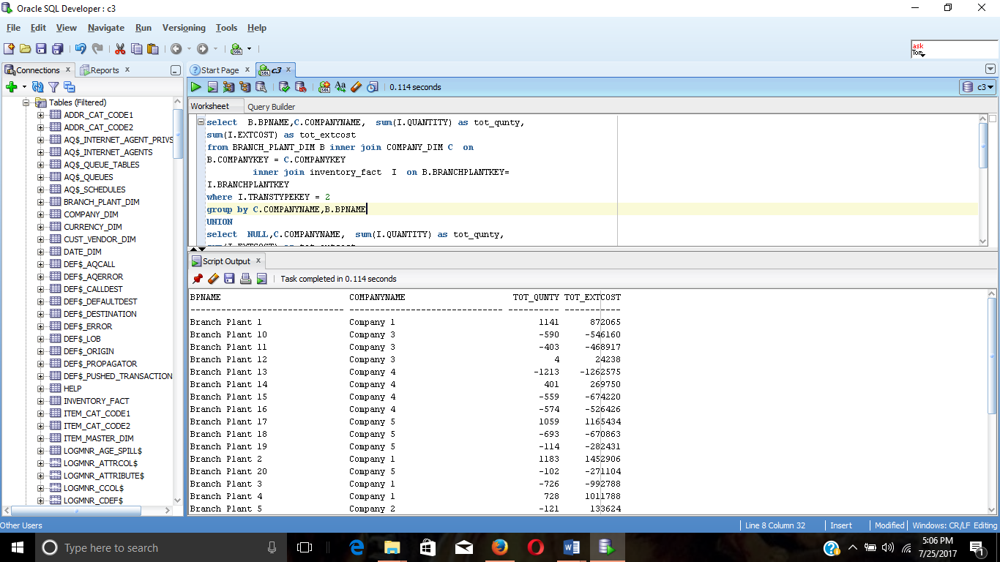 Oracle SQL Developer : c3
File Edit View Navigate Run Versioning Tools Help
ask
Tom
Connections x Reports x
Start Page x c3 x
0.114 seconds
c3
Worksheet Query Builder
Tables (Filtered)
ADDR_CAT_CODE1
ADDR_CAT_CODE2
AQ$_INTERNET_AGENT_PRIVS
AQ$_INTERNET_AGENTS
AQ$_QUEUE_TABLES
AQ$_QUEUES
AQ$_SCHEDULES
BRANCH_PLANT_DIM
COMPANY_DIM
CURRENCY_DIM
CUST_VENDOR_DIM
DATE_DIM
DEF$_AQCALL
DEF$_AQERROR
DEF$_CALLDEST
DEF$_DEFAULTDEST
DEF$_DESTINATION
DEF$_ERROR
DEF$_LOB
DEF$_ORIGIN
DEF$_PROPAGATOR
DEF$_PUSHED_TRANSACTION
HELP
INVENTORY_FACT
ITEM_CAT_CODE1
ITEM_CAT_CODE2
ITEM_MASTER_DIM
LOGMNR_AGE_SPILL$
LOGMNR_ATTRCOL$
LOGMNR_ATTRIBUTE$
LOGMNR_CCOL$
LOGMNR_CDEF$
select B.BPNAME,C.COMPANYNAME, sum(I.QUANTITY) as tot_qunty,
sum(I.EXTCOST) as tot_extcost
from BRANCH_PLANT_DIM B inner join COMPANY_DIM C on
B.COMPANYKEY = C.COMPANYKEY
inner join inventory_fact I on B.BRANCHPLANTKEY=
I.BRANCHPLANTKEY
where I.TRANSTYPEKEY = 2
group by C.COMPANYNAME,B.BPNAME
UNION
select NULL,C.COMPANYNAME, sum(I.QUANTITY) as tot_qunty,
sum(I.EXTCOST) as tot_extcost
Script Output x
Task completed in 0.114 seconds
BPNAME COMPANYNAME TOT_QUNTY TOT_EXTCOST
------------------------------ ------------------------------ ---------- -----------
Branch Plant 1 Company 1 1141 872065
Branch Plant 10 Company 3 -590 -546160
Branch Plant 11 Company 3 -403 -468917
Branch Plant 12 Company 3 4 24238
Branch Plant 13 Company 4 -1213 -1262575
Branch Plant 14 Company 4 401 269750
Branch Plant 15 Company 4 -559 -674220
Branch Plant 16 Company 4 -574 -526426
Branch Plant 17 Company 5 1059 1165434
Branch Plant 18 Company 5 -693 -670863
Branch Plant 19 Company 5 -114 -282431
Branch Plant 2 Company 1 1183 1452906
Branch Plant 20 Company 5 -102 -271104
Branch Plant 3 Company 1 -726 -992788
Branch Plant 4 Company 1 728 1011788
Branch Plant 5 Company 2 -121 133624
Other Users
Line 8 Column 32 Insert Modified Windows: CR/LF Editing
Type here to search
5:06 PM
7/25/2017
1